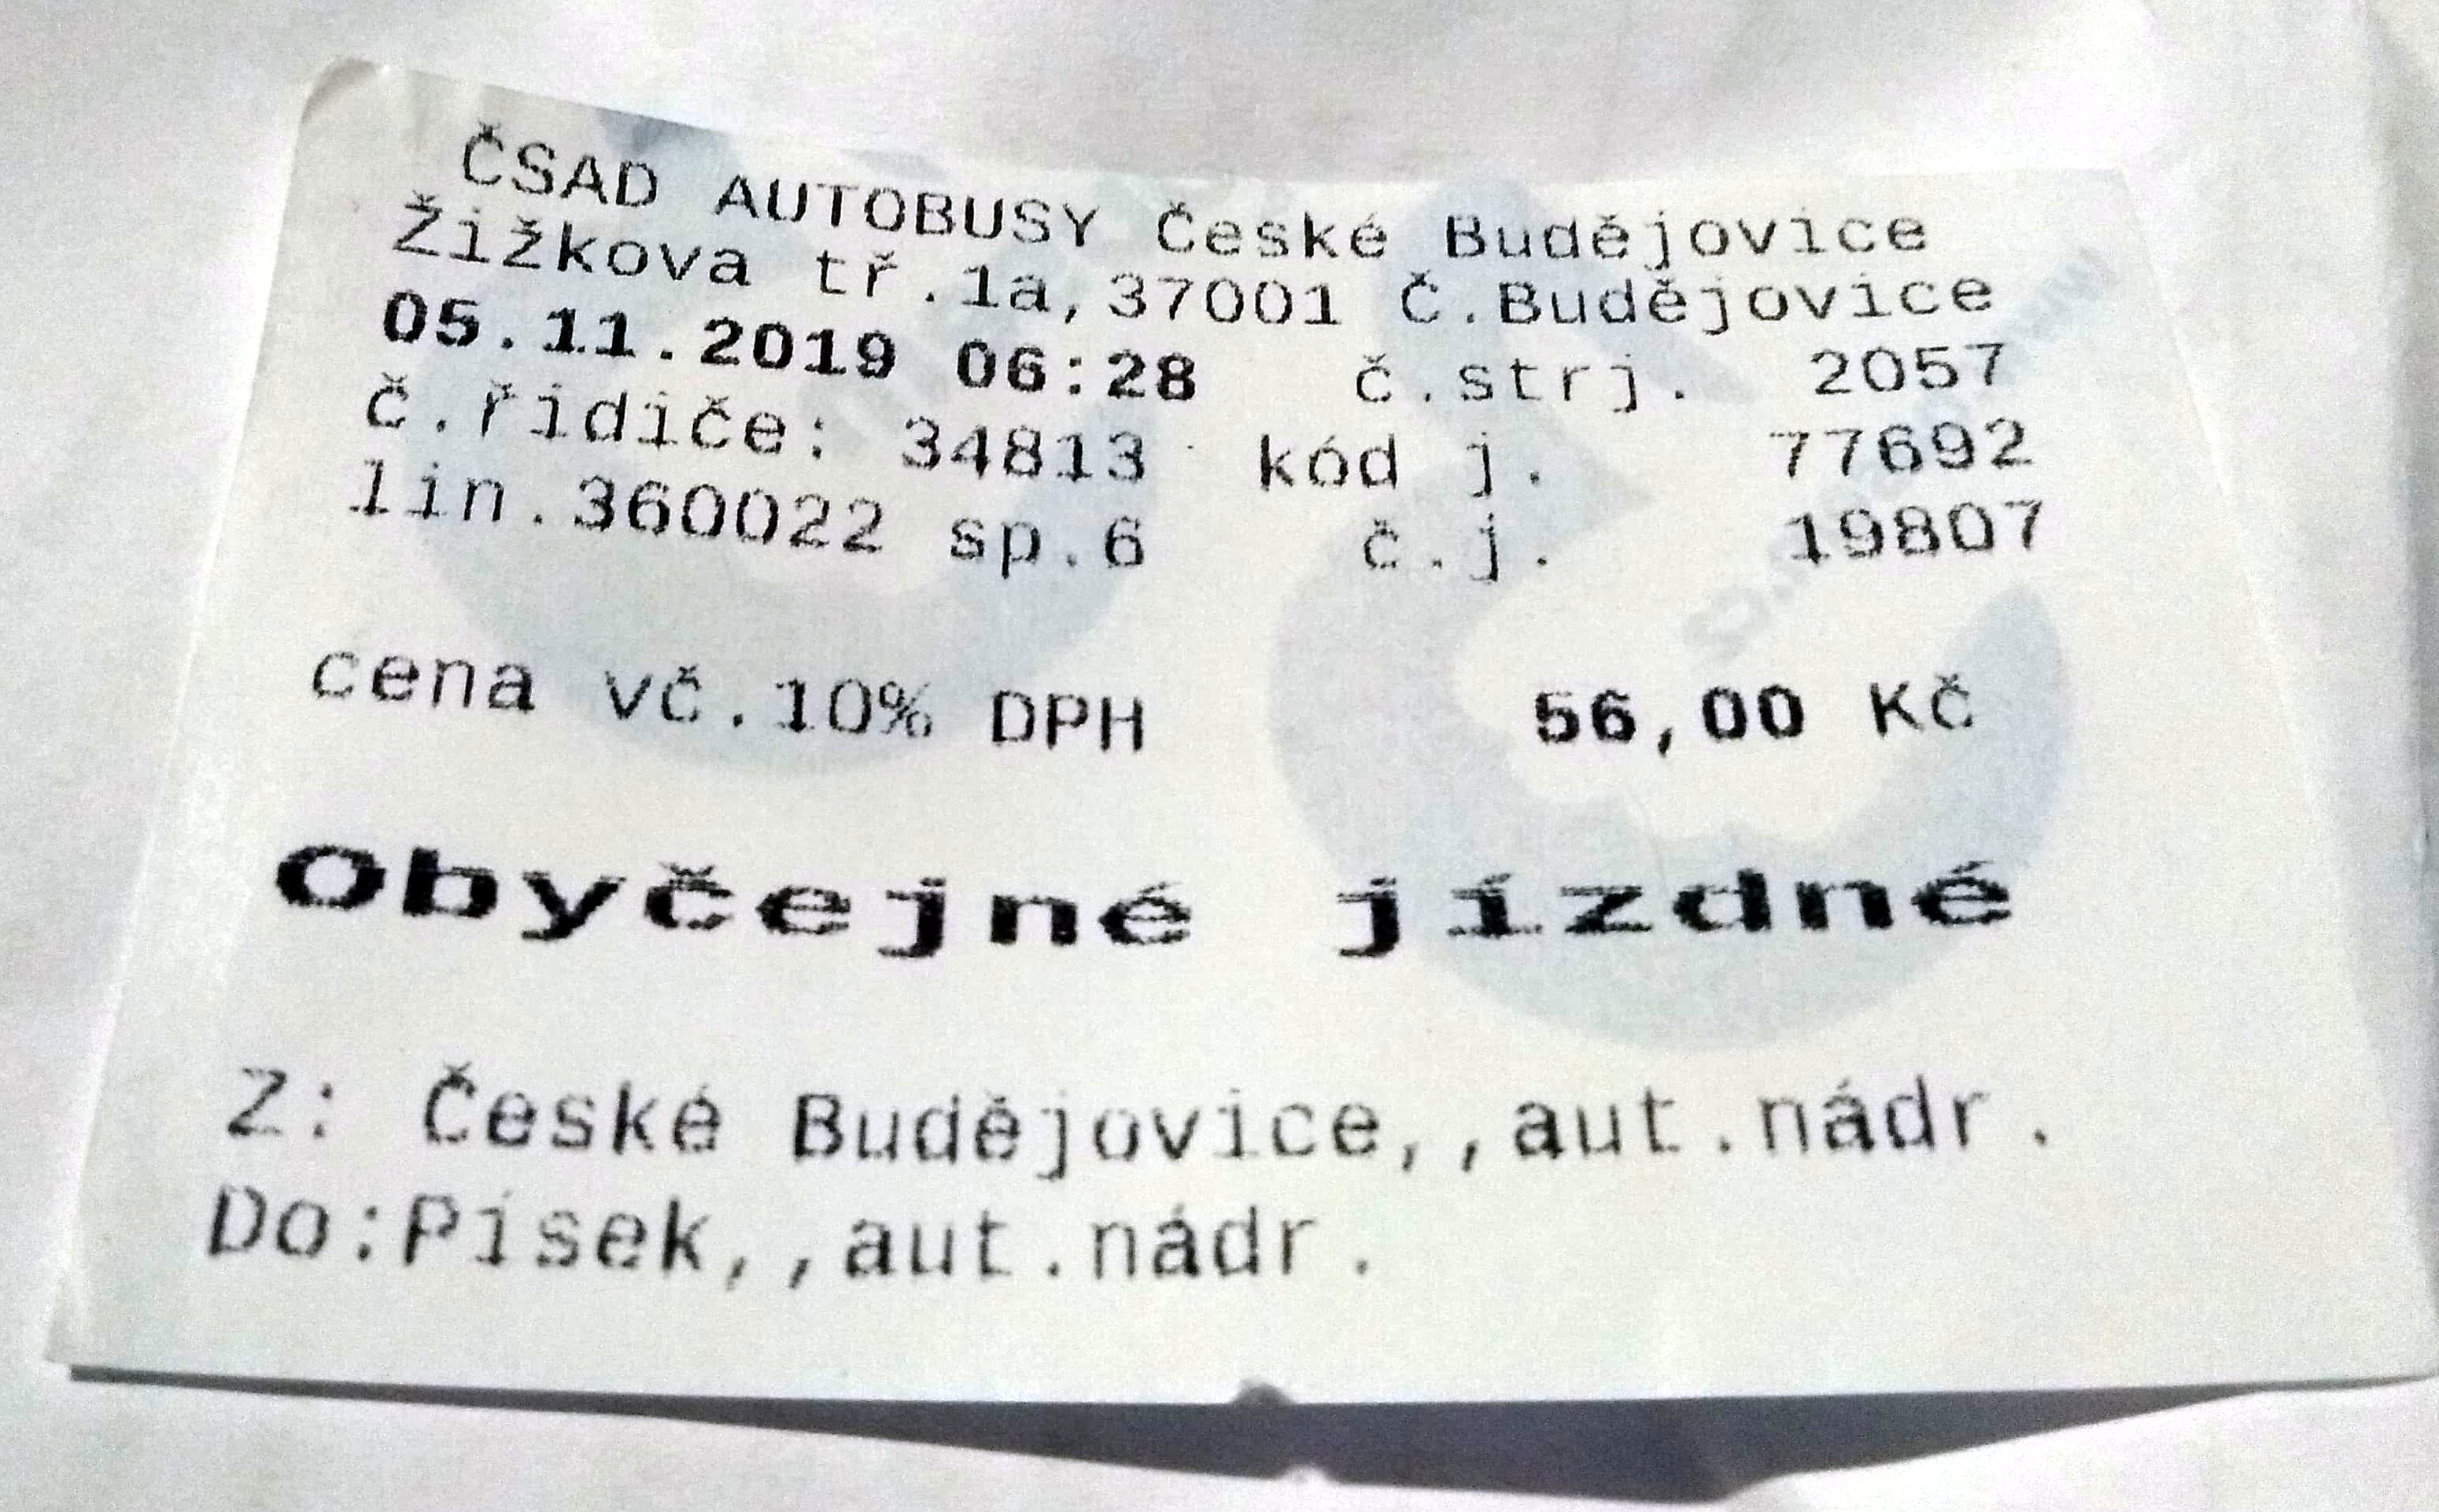 ČSAD AUTOBUSY České Budějovice
Žižkova tř.1a,37001 Č.Budějovice
05.11.2019 06:28 č.strj. 2057
č.řidiče: 34813 kód j. 77692
lin.360022 sp.6 č.j. 19807
cena vč.10% DPH 56,00 Kč
Obyčejné jízdné
Z: České Budějovice,,aut.nádr.
Do:Písek,,aut.nádr.